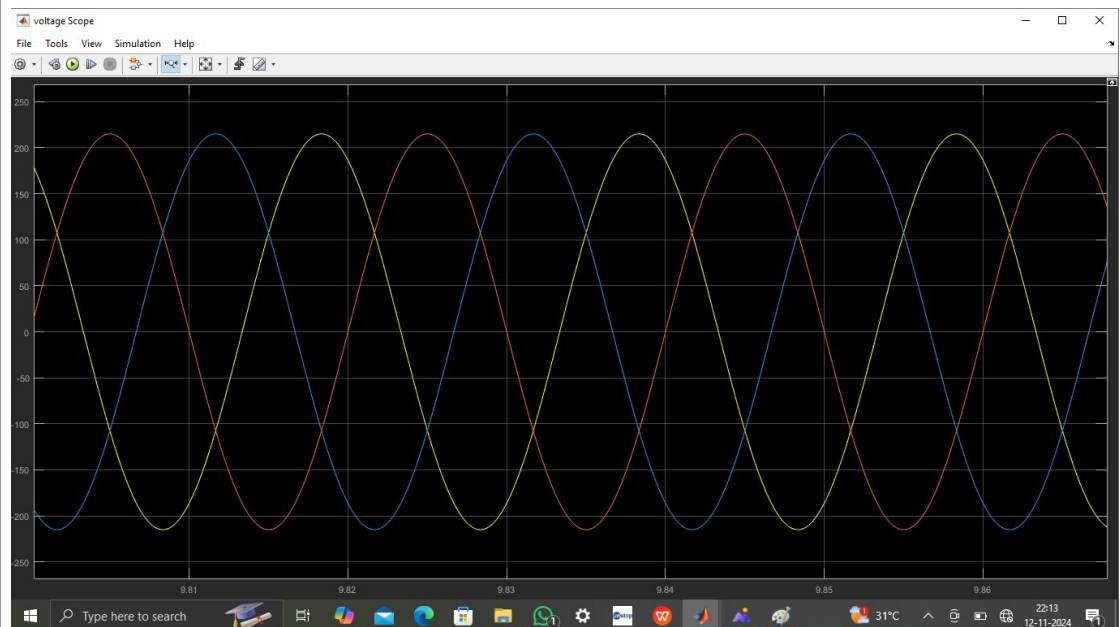 voltage Scope
File Tools View Simulation Help
250
200
150
100
50
0
-50
-100
-150
-200
-250
9.81 9.82 9.83 9.84 9.85 9.86
Type here to search
1
W
31°C
22:13
12-11-2024
1